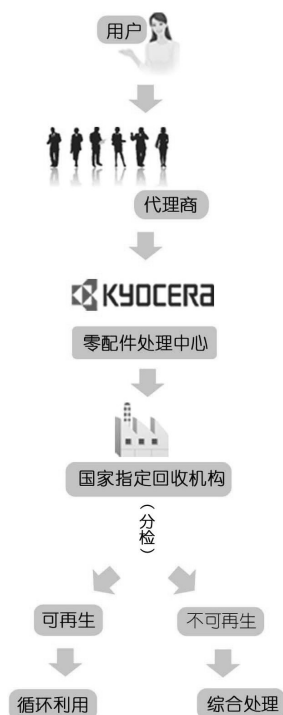 用户
代理商
KYOCERA
零配件处理中心
国家指定回收机构
（分检）
可再生
不可再生
循环利用
综合处理